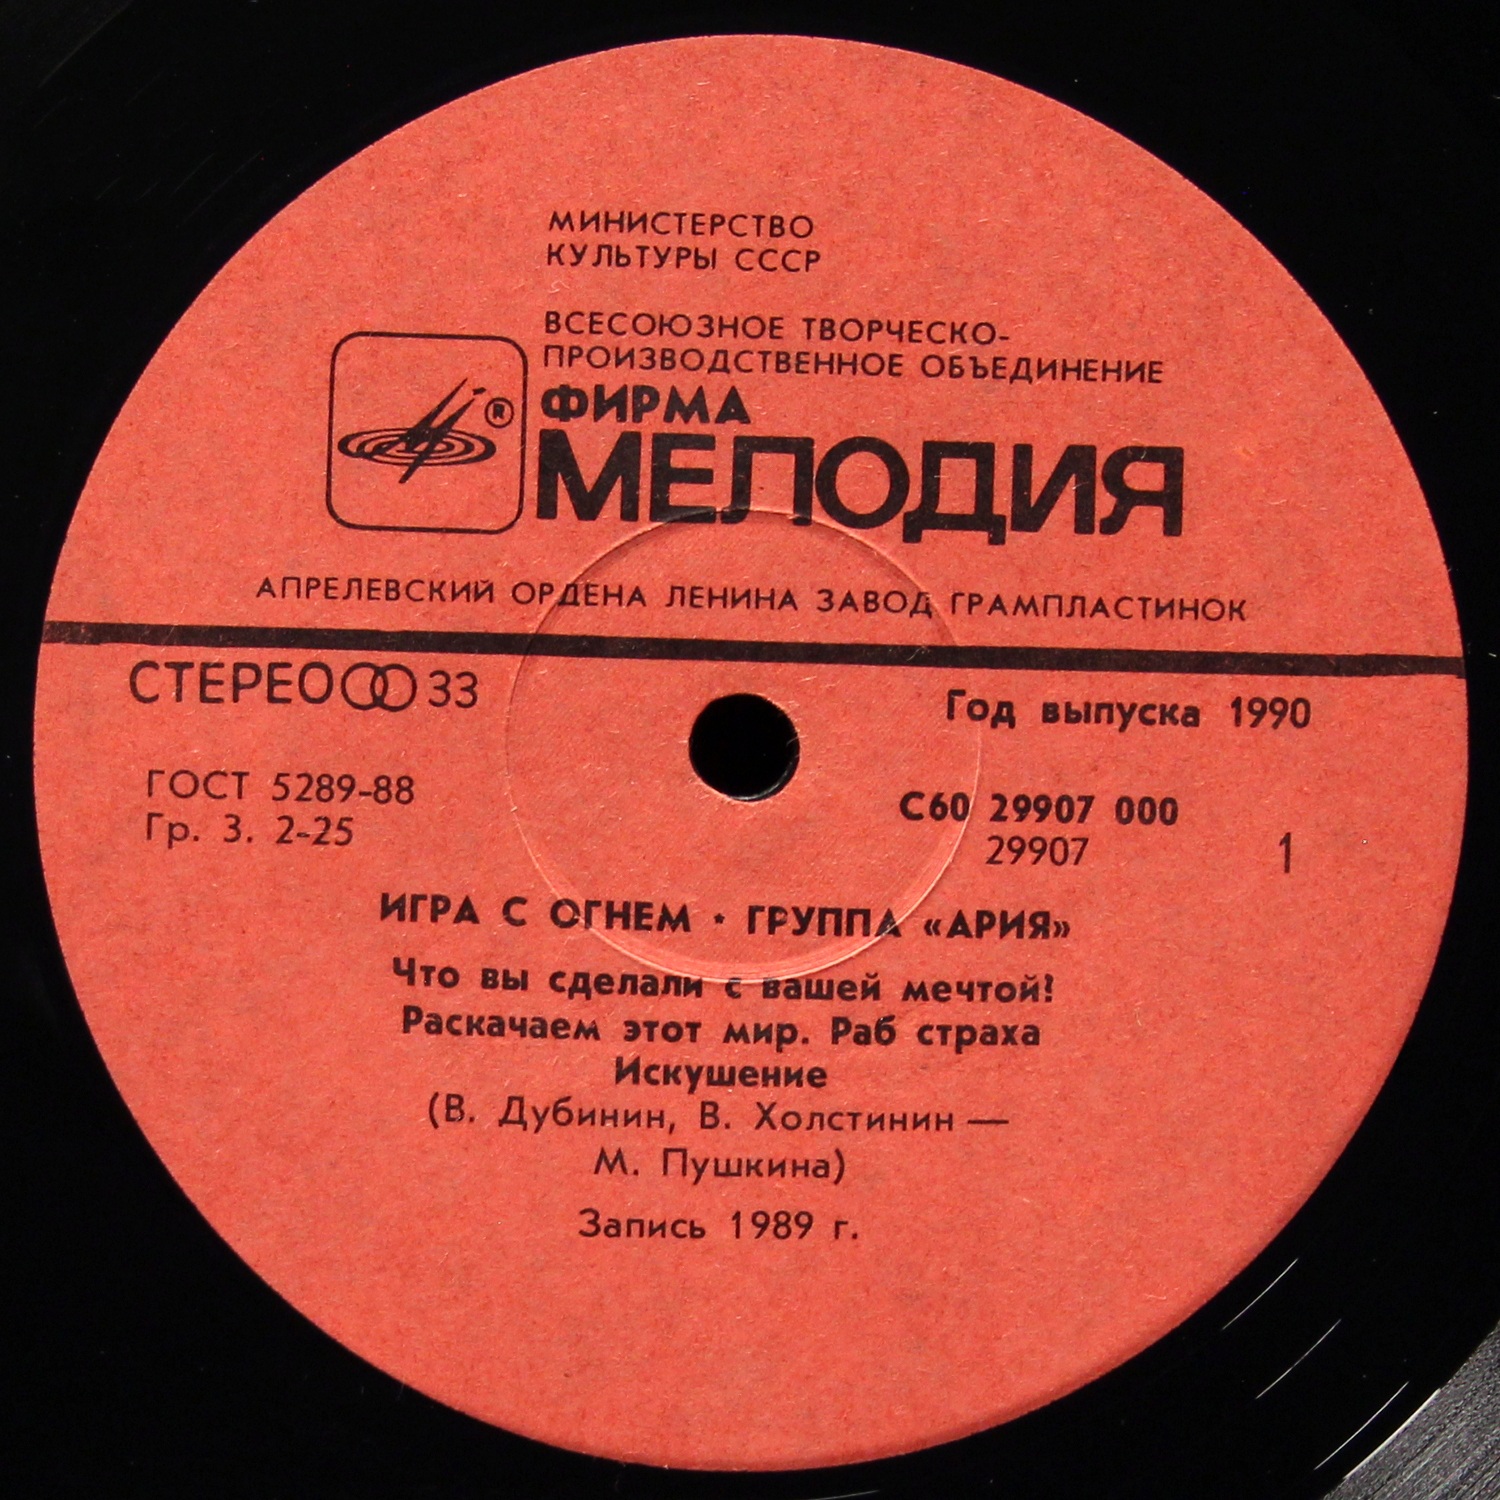 МИНИСТЕРСТВО
КУЛЬТУРЫ СССР
ВСЕСОЮЗНОЕ ТВОРЧЕСКО-
ПРОИЗВОДСТВЕННОЕ ОБЪЕДИНЕНИЕ
ФИРМА
®
МЕЛОДИЯ
АПРЕЛЕВСКИЙ ОРДЕНА ЛЕНИНА ЗАВОД ГРАМПЛАСТИНОК
СТЕРЕО 33
Год выпуска 1990
ГОСТ 5289-88
Гр. 3. 2-25
С60 29907 000
29907
1
ИГРА С ОГНЕМ · ГРУППА «АРИЯ»
Что вы сделали с вашей мечтой?
Раскачаем этот мир. Раб страха
Искушение
(В. Дубинин, В. Холстинин —
М. Пушкина)
Запись 1989 г.